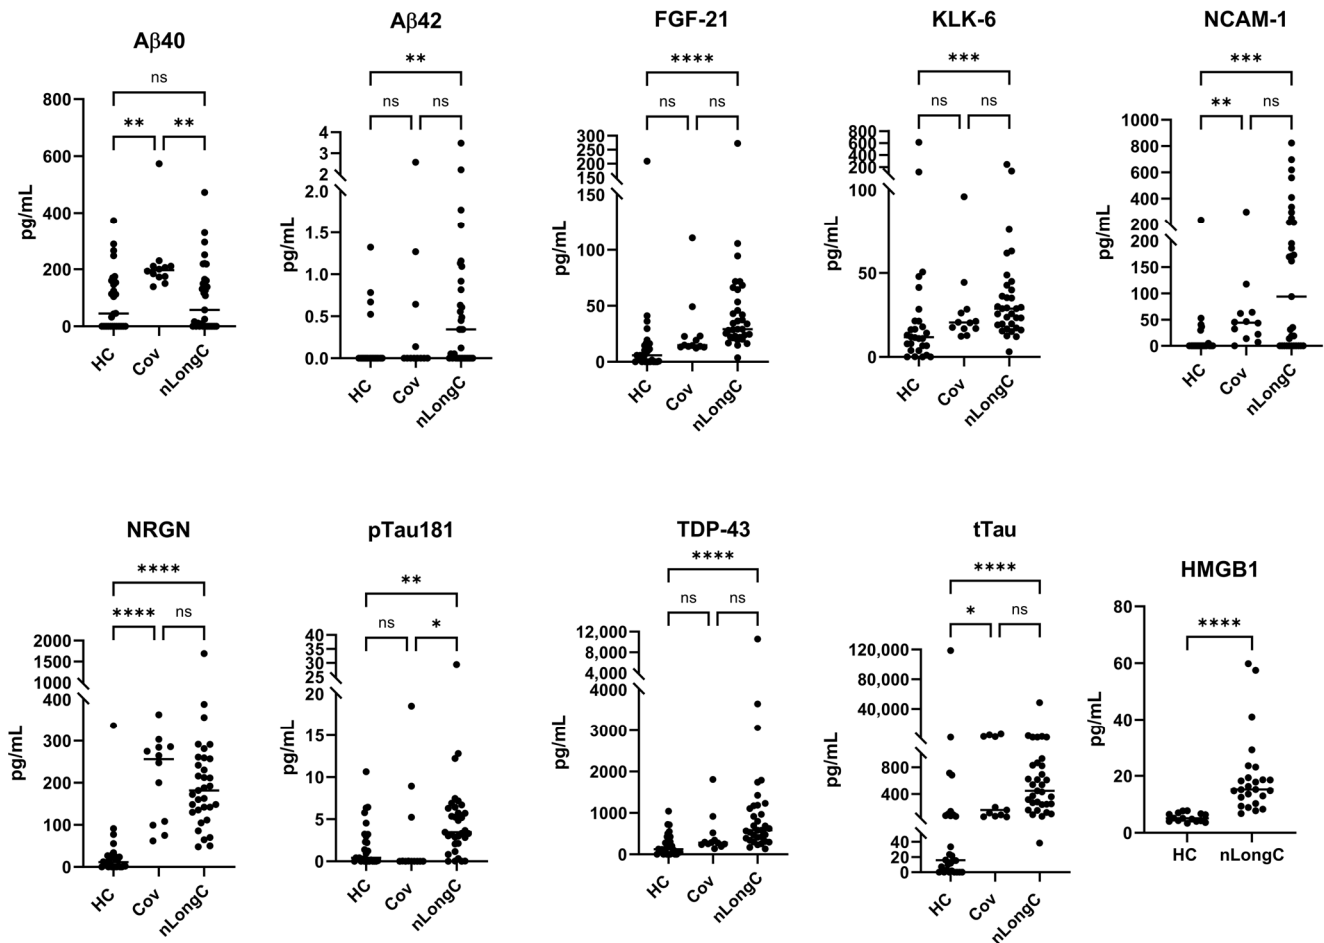 Aβ40
ns
** **
800
600
400
200
0
pg/mL
HC Cov nLongC
Aβ42
**
ns ns
4
3
2
2.0
1.5
1.0
0.5
0.0
pg/mL
HC Cov nLongC
FGF-21
****
ns ns
300
250
200
150
150
100
50
0
pg/mL
HC Cov nLongC
KLK-6
***
ns ns
800
600
400
200
100
50
0
pg/mL
HC Cov nLongC
NCAM-1
***
** ns
1000
800
600
400
200
200
150
100
50
0
pg/mL
HC Cov nLongC
NRGN
****
**** ns
2000
1500
1000
400
300
200
100
0
pg/mL
HC Cov nLongC
pTau181
**
ns *
40
35
30
25
20
15
10
5
0
pg/mL
HC Cov nLongC
TDP-43
****
ns ns
12,000
8,000
4,000
4000
3000
2000
1000
0
pg/mL
HC Cov nLongC
tTau
****
* ns
120,000
80,000
40,000
800
400
40
20
0
pg/mL
HC Cov nLongC
HMGB1
****
80
60
40
20
0
pg/mL
HC nLongC